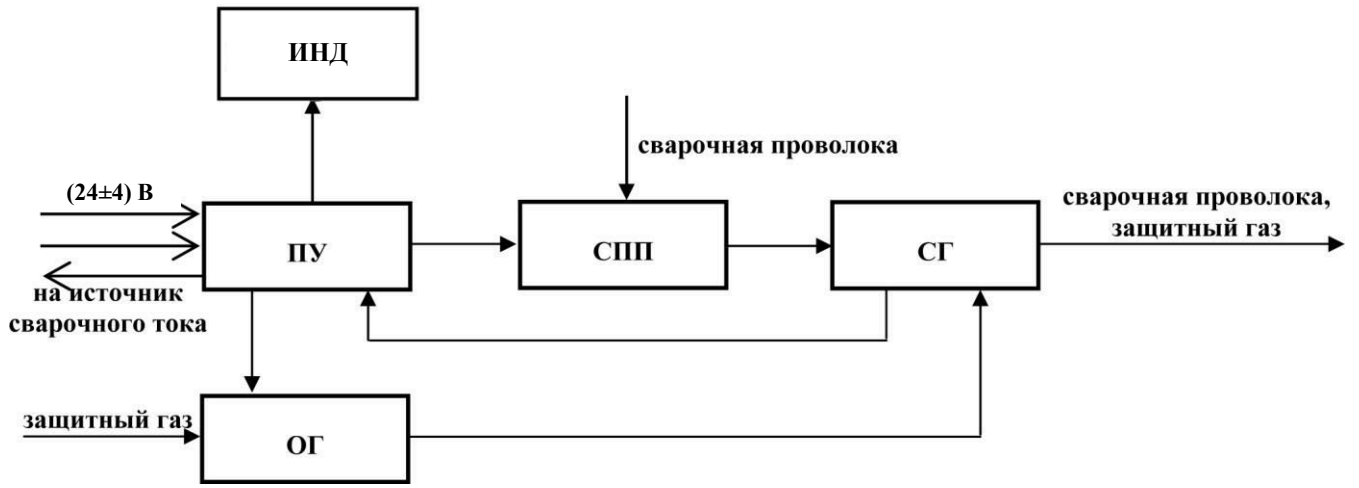 ИНД
сварочная проволока
(24±4) В
сварочная проволока,
защитный газ
ПУ
СПП
СГ
на источник
сварочного тока
защитный газ
ОГ